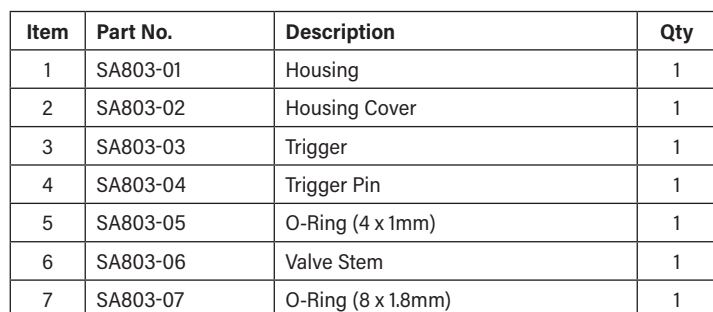 Item Part No. Description Qty
1 SA803-01 Housing 1
2 SA803-02 Housing Cover 1
3 SA803-03 Trigger 1
4 SA803-04 Trigger Pin 1
5 SA803-05 O-Ring (4 x 1mm) 1
6 SA803-06 Valve Stem 1
7 SA803-07 O-Ring (8 x 1.8mm) 1